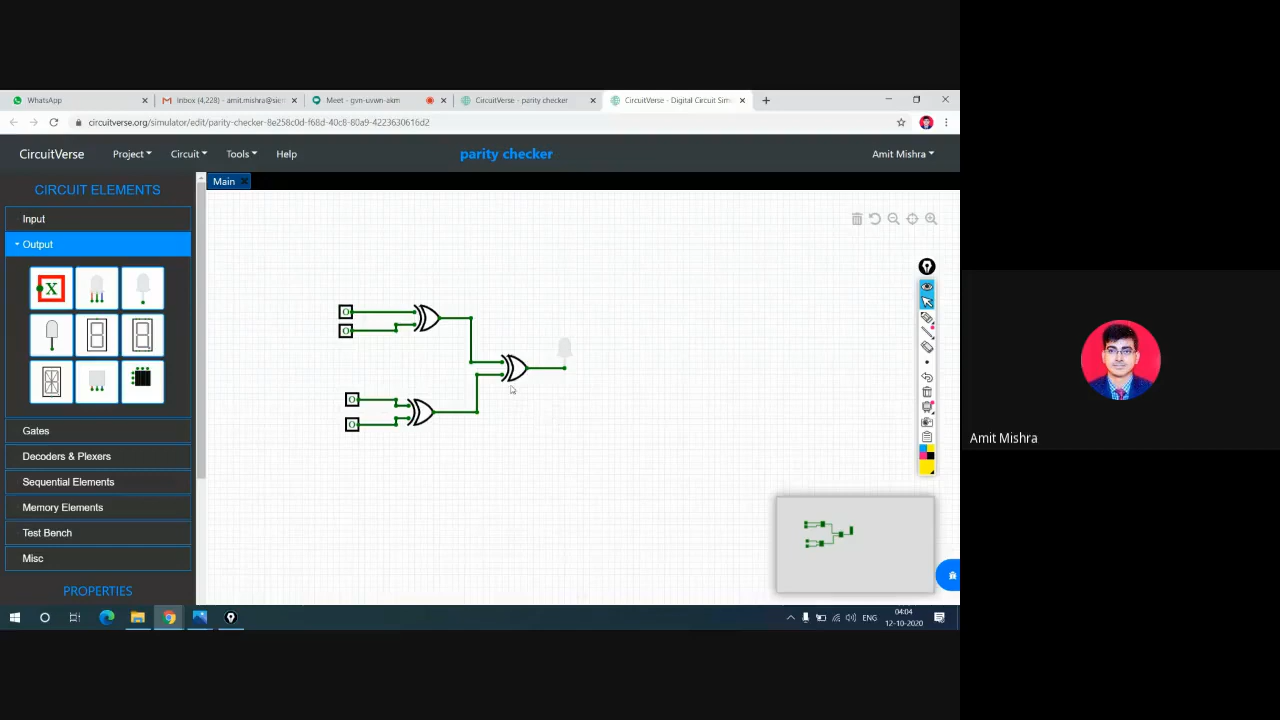 WhatsApp
Inbox (4,228) - amit.mishra@sien
Meet - gvn-uvwn-akm
CircuitVerse - parity checker
CircuitVerse - Digital Circuit Sim
circuitverse.org/simulator/edit/parity-checker-8e258c0d-f68d-40c8-80a9-4223630616d2
CircuitVerse
Project
Circuit
Tools
Help
parity checker
Amit Mishra
CIRCUIT ELEMENTS
Main
Input
Output
X
Gates
Decoders & Plexers
Sequential Elements
Memory Elements
Test Bench
Misc
PROPERTIES
0
0
0
0
Amit Mishra
ENG
04:04
12-10-2020